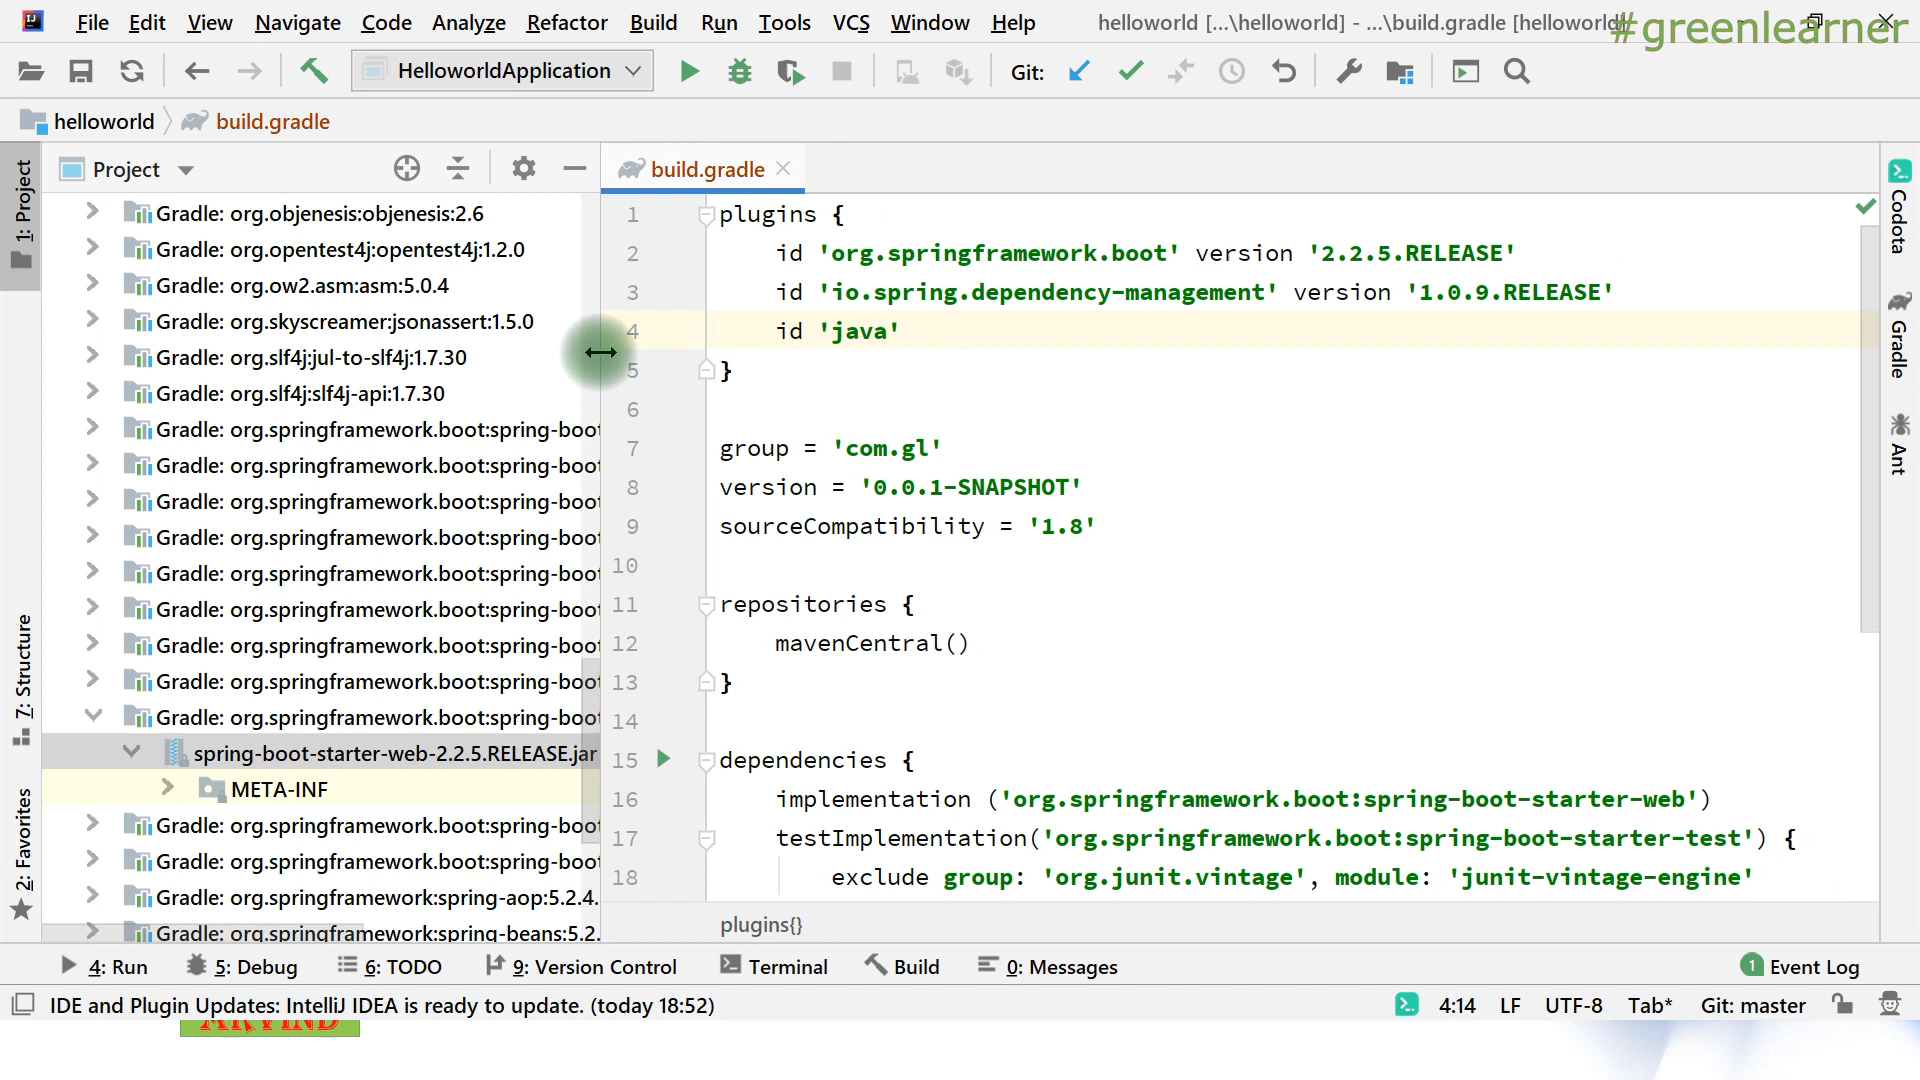 File Edit View Navigate Code Analyze Refactor Build Run Tools VCS Window Help helloworld [...\helloworld] - ...\build.gradle [helloworld]
#greenlearner
HelloworldApplication Git:
helloworld build.gradle
Project
build.gradle
1: Project
7: Structure
2: Favorites
Gradle: org.objenesis:objenesis:2.6
Gradle: org.opentest4j:opentest4j:1.2.0
Gradle: org.ow2.asm:asm:5.0.4
Gradle: org.skyscreamer:jsonassert:1.5.0
Gradle: org.slf4j:jul-to-slf4j:1.7.30
Gradle: org.slf4j:slf4j-api:1.7.30
Gradle: org.springframework.boot:spring-boot
Gradle: org.springframework.boot:spring-boot
Gradle: org.springframework.boot:spring-boot
Gradle: org.springframework.boot:spring-boot
Gradle: org.springframework.boot:spring-boot
Gradle: org.springframework.boot:spring-boot
Gradle: org.springframework.boot:spring-boot
Gradle: org.springframework.boot:spring-boot
Gradle: org.springframework.boot:spring-boot
spring-boot-starter-web-2.2.5.RELEASE.jar
META-INF
Gradle: org.springframework.boot:spring-boot
Gradle: org.springframework.boot:spring-boot
Gradle: org.springframework:spring-aop:5.2.4.
Gradle: org.springframework:spring-beans:5.2.
1 plugins {
2 id 'org.springframework.boot' version '2.2.5.RELEASE'
3 id 'io.spring.dependency-management' version '1.0.9.RELEASE'
4 id 'java'
5 }
6
7 group = 'com.gl'
8 version = '0.0.1-SNAPSHOT'
9 sourceCompatibility = '1.8'
10
11 repositories {
12 mavenCentral()
13 }
14
15 dependencies {
16 implementation ('org.springframework.boot:spring-boot-starter-web')
17 testImplementation('org.springframework.boot:spring-boot-starter-test') {
18 exclude group: 'org.junit.vintage', module: 'junit-vintage-engine'
plugins{}
Codota
Gradle
Ant
4: Run 5: Debug 6: TODO 9: Version Control Terminal Build 0: Messages 1 Event Log
IDE and Plugin Updates: IntelliJ IDEA is ready to update. (today 18:52) 4:14 LF UTF-8 Tab* Git: master
ARVIND